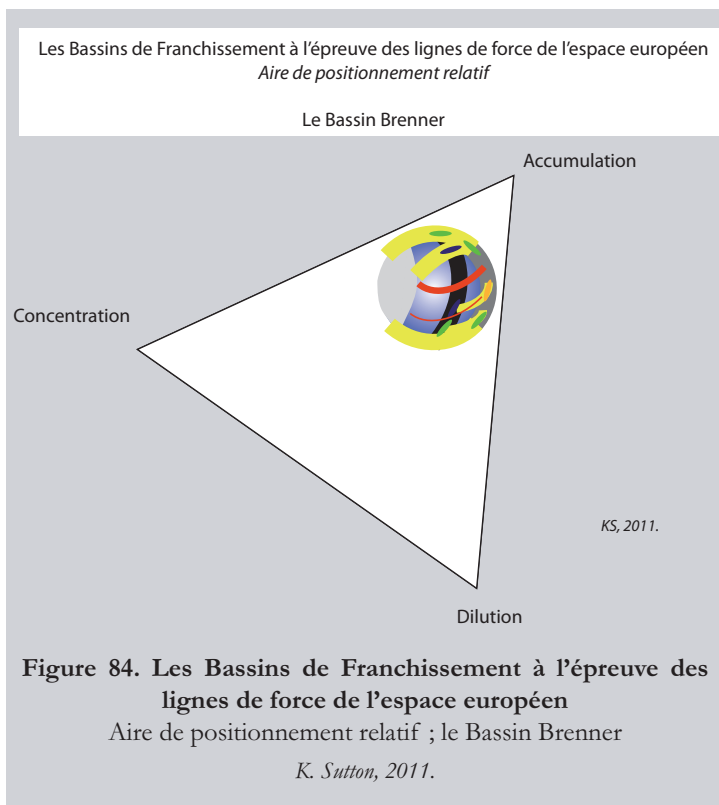 Les Bassins de Franchissement à l'épreuve des lignes de force de l'espace européen
Aire de positionnement relatif
Le Bassin Brenner
Accumulation
Concentration
KS, 2011.
Dilution
Figure 84. Les Bassins de Franchissement à l'épreuve des
lignes de force de l'espace européen
Aire de positionnement relatif ; le Bassin Brenner
K. Sutton, 2011.